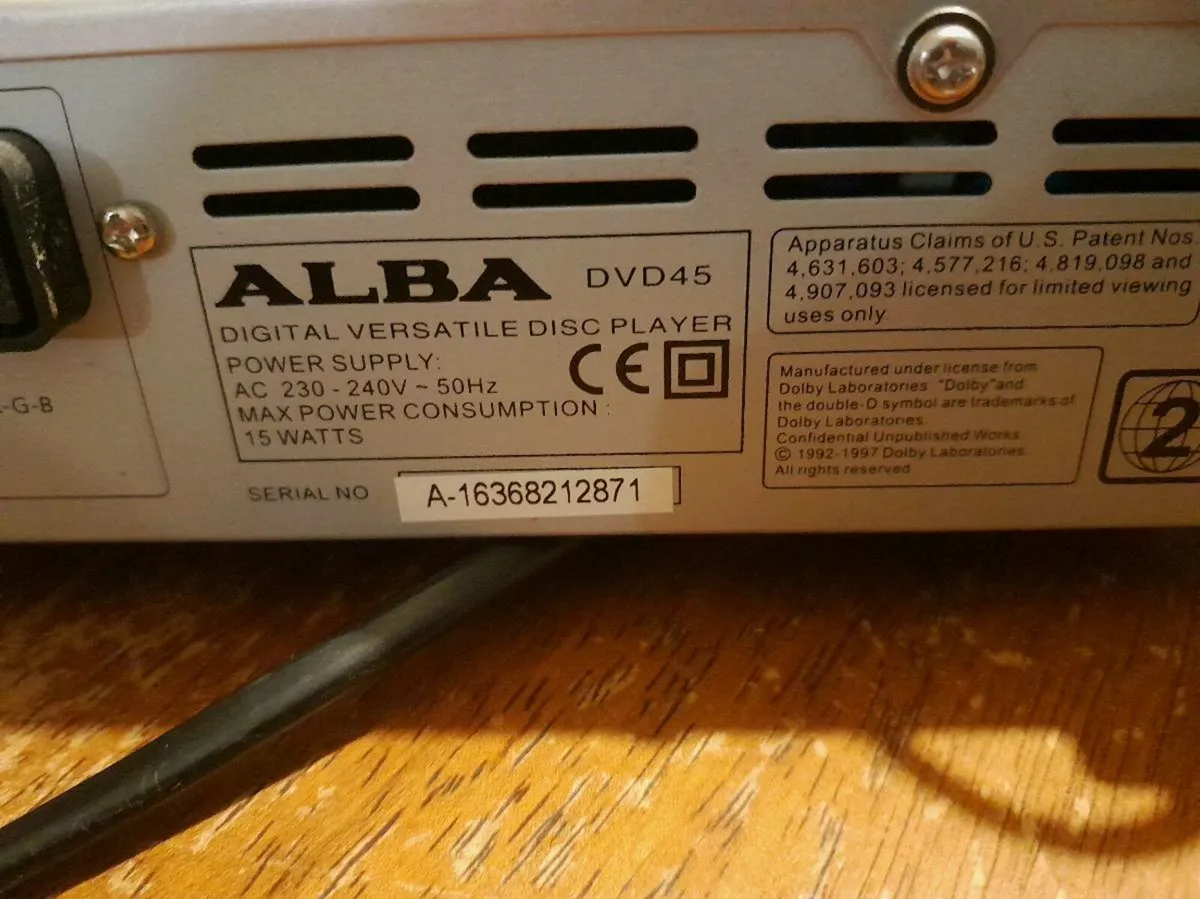 ALBA DVD45
DIGITAL VERSATILE DISC PLAYER
POWER SUPPLY:
AC 230 - 240V ~ 50Hz
MAX POWER CONSUMPTION :
15 WATTS
CE
SERIAL NO A-16368212871
-G-B
Apparatus Claims of U.S. Patent Nos.
4,631,603; 4,577,216; 4,819,098 and
4,907,093 licensed for limited viewing
uses only
Manufactured under license from
Dolby Laboratories. "Dolby" and
the double-D symbol are trademarks of
Dolby Laboratories.
Confidential Unpublished Works.
© 1992-1997 Dolby Laboratories.
All rights reserved
2